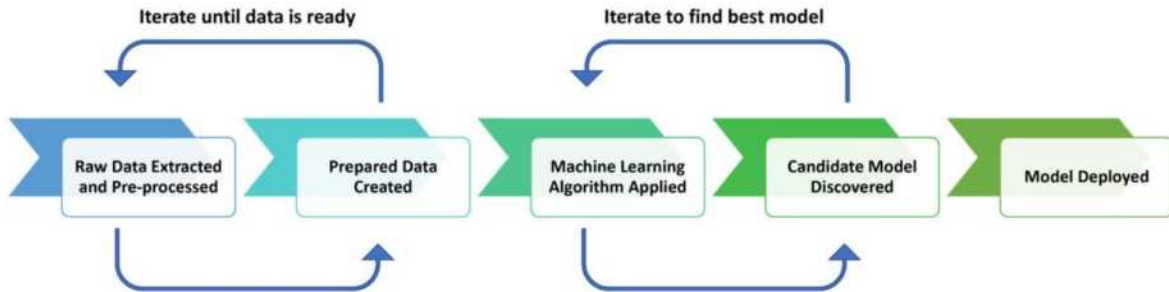 Iterate until data is ready
Iterate to find best model
Raw Data Extracted
and Pre-processed
Prepared Data
Created
Machine Learning
Algorithm Applied
Candidate Model
Discovered
Model Deployed